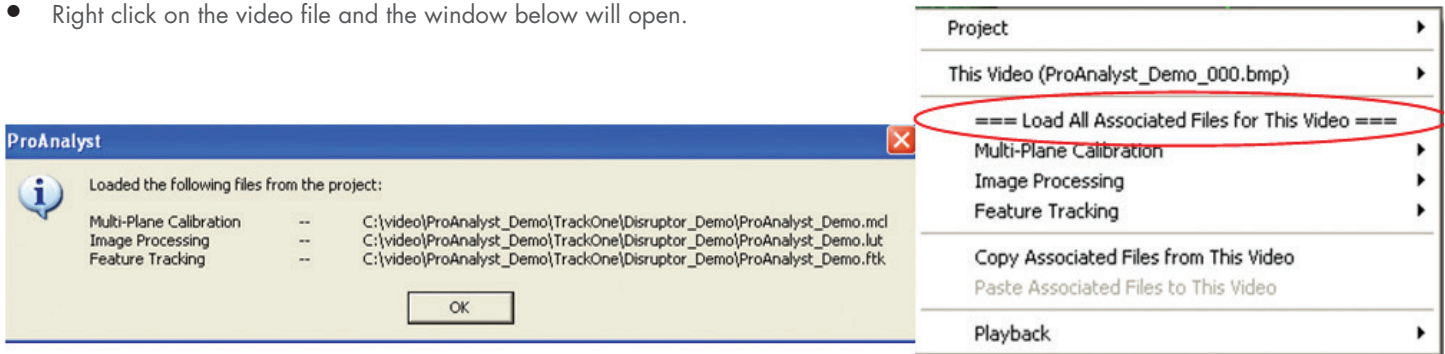 • Right click on the video file and the window below will open.
ProAnalyst
Loaded the following files from the project:
Multi-Plane Calibration -- C:\video\ProAnalyst_Demo\TrackOne\Disruptor_Demo\ProAnalyst_Demo.mcl
Image Processing -- C:\video\ProAnalyst_Demo\TrackOne\Disruptor_Demo\ProAnalyst_Demo.lut
Feature Tracking -- C:\video\ProAnalyst_Demo\TrackOne\Disruptor_Demo\ProAnalyst_Demo.ftk
OK
Project
This Video (ProAnalyst_Demo_000.bmp)
=== Load All Associated Files for This Video ===
Multi-Plane Calibration
Image Processing
Feature Tracking
Copy Associated Files from This Video
Paste Associated Files to This Video
Playback